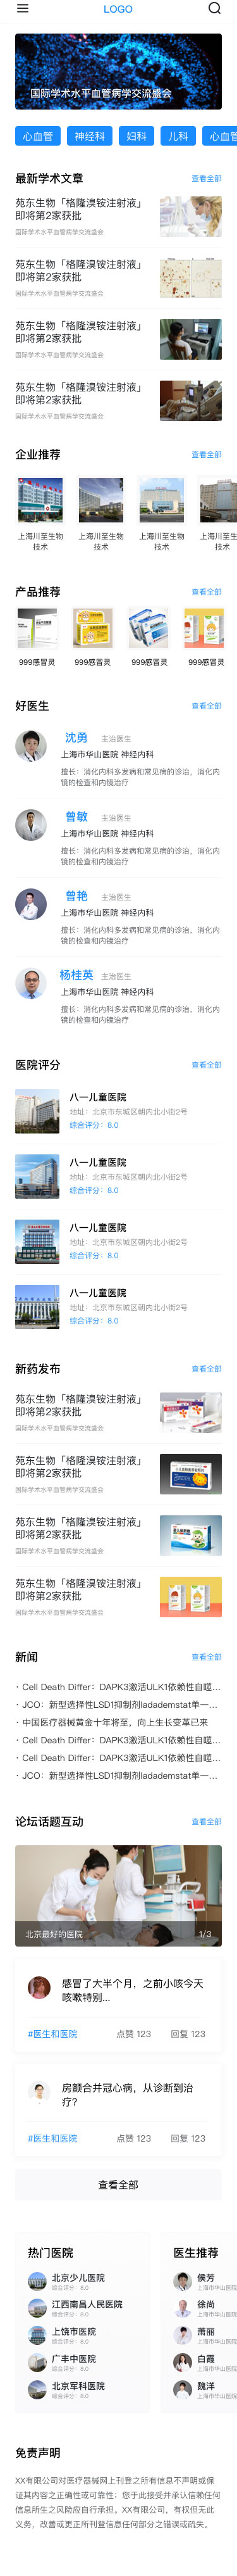 LOGO
国际学术水平血管病学交流盛会
心血管 神经科 妇科 儿科 心血管
最新学术文章 查看全部
苑东生物「格隆溴铵注射液」
即将第2家获批
国际学术水平血管病学交流盛会
苑东生物「格隆溴铵注射液」
即将第2家获批
国际学术水平血管病学交流盛会
苑东生物「格隆溴铵注射液」
即将第2家获批
国际学术水平血管病学交流盛会
苑东生物「格隆溴铵注射液」
即将第2家获批
国际学术水平血管病学交流盛会
企业推荐 查看全部
上海川至生物
技术
上海川至生物
技术
上海川至生物
技术
上海川至生
技术
产品推荐 查看全部
999感冒灵 999感冒灵 999感冒灵 999感冒灵
好医生 查看全部
沈勇 主治医生
上海市华山医院 神经内科
擅长：消化内科多发病和常见病的诊治，消化内
镜的检查和内镜治疗
曾敏 主治医生
上海市华山医院 神经内科
擅长：消化内科多发病和常见病的诊治，消化内
镜的检查和内镜治疗
曾艳 主治医生
上海市华山医院 神经内科
擅长：消化内科多发病和常见病的诊治，消化内
镜的检查和内镜治疗
杨桂英 主治医生
上海市华山医院 神经内科
擅长：消化内科多发病和常见病的诊治，消化内
镜的检查和内镜治疗
医院评分 查看全部
八一儿童医院
地址：北京市东城区朝内北小街2号
综合评分：8.0
八一儿童医院
地址：北京市东城区朝内北小街2号
综合评分：8.0
八一儿童医院
地址：北京市东城区朝内北小街2号
综合评分：8.0
八一儿童医院
地址：北京市东城区朝内北小街2号
综合评分：8.0
新药发布 查看全部
苑东生物「格隆溴铵注射液」
即将第2家获批
国际学术水平血管病学交流盛会
苑东生物「格隆溴铵注射液」
即将第2家获批
国际学术水平血管病学交流盛会
苑东生物「格隆溴铵注射液」
即将第2家获批
国际学术水平血管病学交流盛会
苑东生物「格隆溴铵注射液」
即将第2家获批
国际学术水平血管病学交流盛会
新闻 查看全部
· Cell Death Differ：DAPK3激活ULK1依赖性自噬...
· JCO：新型选择性LSD1抑制剂Iadademstat单一...
· 中国医疗器械黄金十年将至，向上生长变革已来
· Cell Death Differ：DAPK3激活ULK1依赖性自噬...
· Cell Death Differ：DAPK3激活ULK1依赖性自噬...
· JCO：新型选择性LSD1抑制剂Iadademstat单一...
论坛话题互动 查看全部
北京最好的医院 1/3
感冒了大半个月，之前小咳今天
咳嗽特别...
#医生和医院 点赞 123 回复 123
房颤合并冠心病，从诊断到治
疗？
#医生和医院 点赞 123 回复 123
查看全部
热门医院
北京少儿医院
综合评分：8.0
江西南昌人民医院
综合评分：8.0
上饶市医院
综合评分：8.0
广丰中医院
综合评分：8.0
北京军科医院
综合评分：8.0
医生推荐
侯芳
上海市华山医院
徐尚
上海市华山医院
萧丽
上海市华山医院
白霞
上海市华山医院
魏洋
上海市华山医院
免责声明
XX有限公司对医疗器械网上刊登之所有信息不声明或保
证其内容之正确性或可靠性；您于此接受并承认信赖任何
信息所生之风险应自行承担。XX有限公司，有权但无此
义务，改善或更正所刊登信息任何部分之错误或疏失。